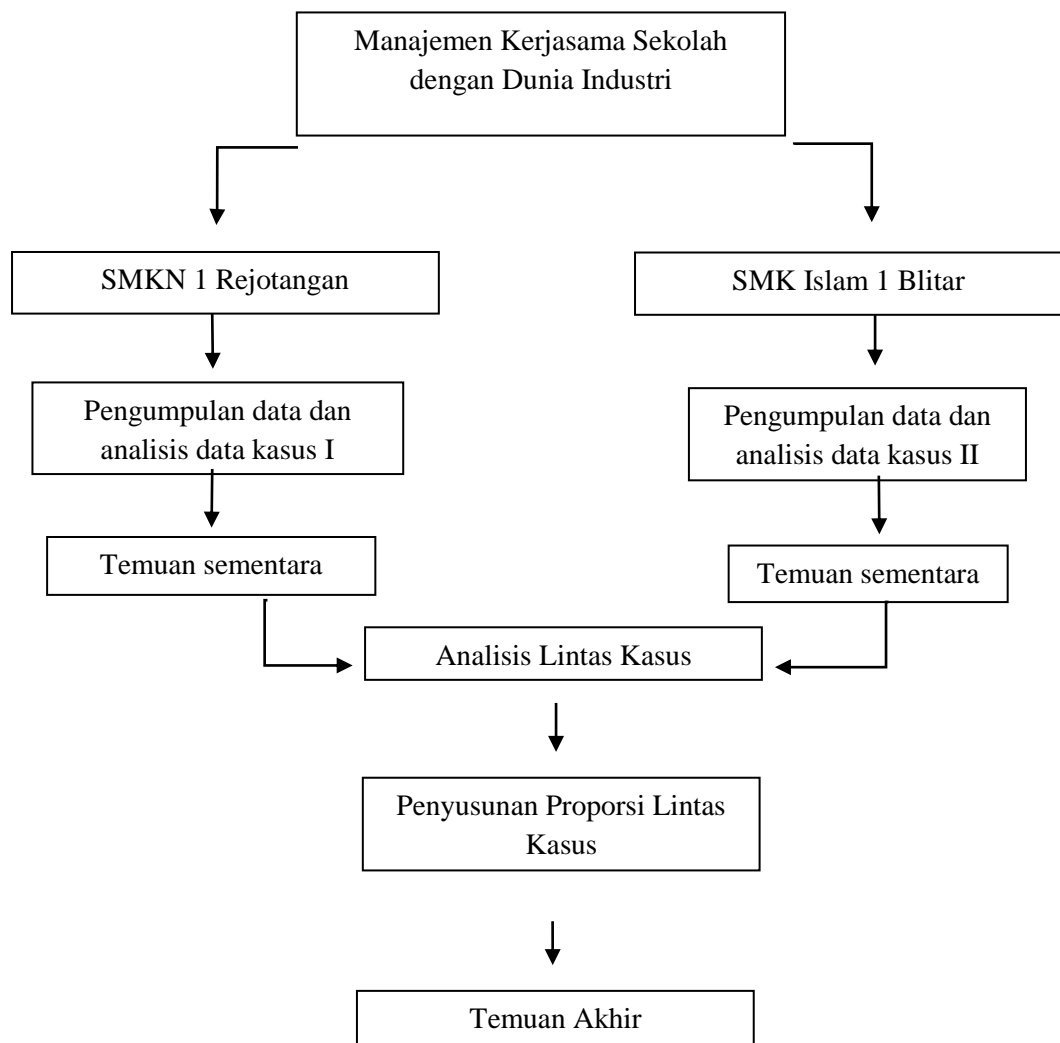 Manajemen Kerjasama Sekolah
dengan Dunia Industri
SMKN 1 Rejotangan
SMK Islam 1 Blitar
Pengumpulan data dan
analisis data kasus I
Pengumpulan data dan
analisis data kasus II
Temuan sementara
Temuan sementara
Analisis Lintas Kasus
Penyusunan Proporsi Lintas
Kasus
Temuan Akhir